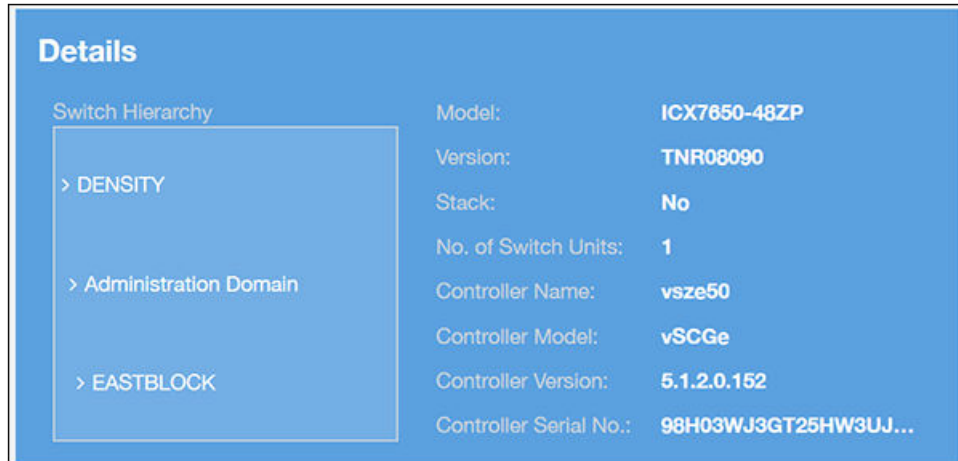 Details
Switch Hierarchy
> DENSITY
> Administration Domain
> EASTBLOCK
Model: ICX7650-48ZP
Version: TNR08090
Stack: No
No. of Switch Units: 1
Controller Name: vsze50
Controller Model: vSCGe
Controller Version: 5.1.2.0.152
Controller Serial No.: 98H03WJ3GT25HW3UJ...